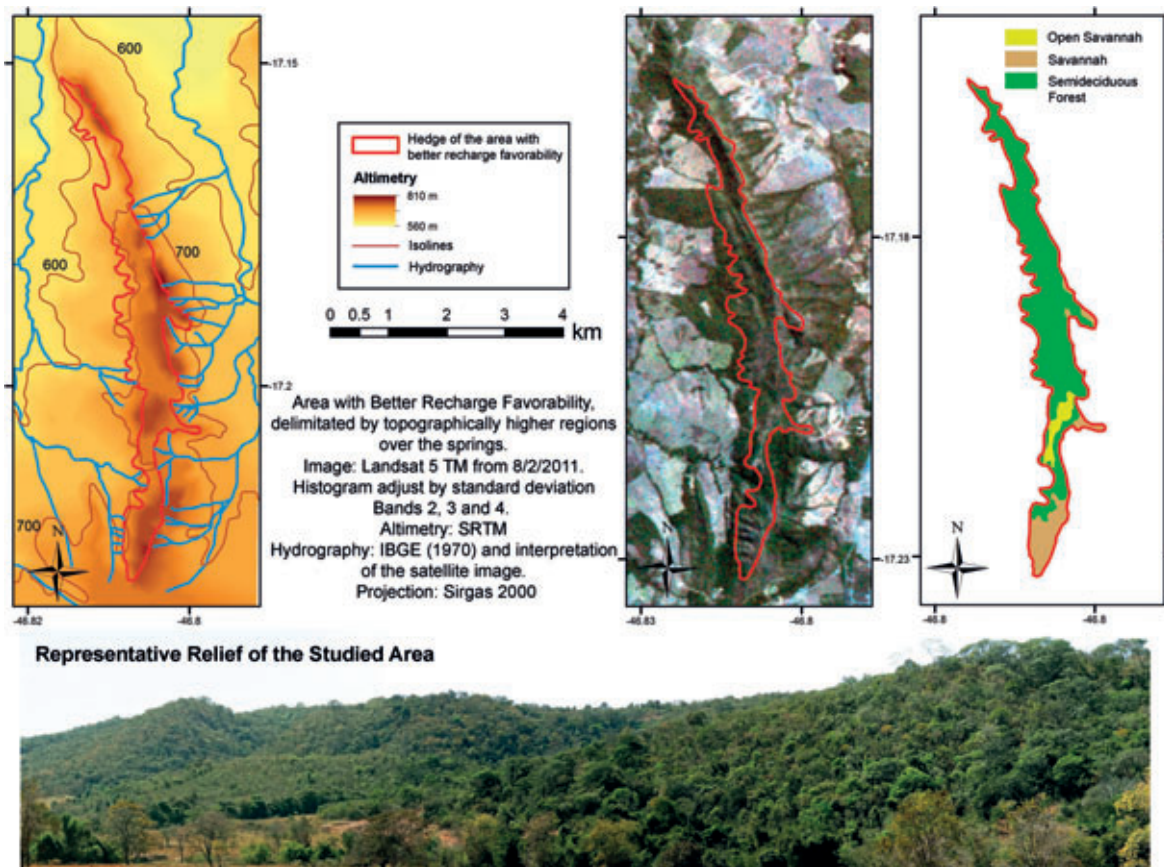 600
600
700
700
N
-17.15
-17.2
-46.82
-46.8
Hedge of the area with
better recharge favorability
Altimetry
810 m
560 m
Isolines
Hydrography
0 0.5 1 2 3 4
km
Area with Better Recharge Favorability,
delimitated by topographically higher regions
over the springs.
Image: Landsat 5 TM from 8/2/2011.
Histogram adjust by standard deviation
Bands 2, 3 and 4.
Altimetry: SRTM
Hydrography: IBGE (1970) and interpretation
of the satellite image.
Projection: Sirgas 2000
N
-17.18
-17.23
-46.83
-46.8
Open Savannah
Savannah
Semideciduous
Forest
N
-46.8
-46.8
Representative Relief of the Studied Area